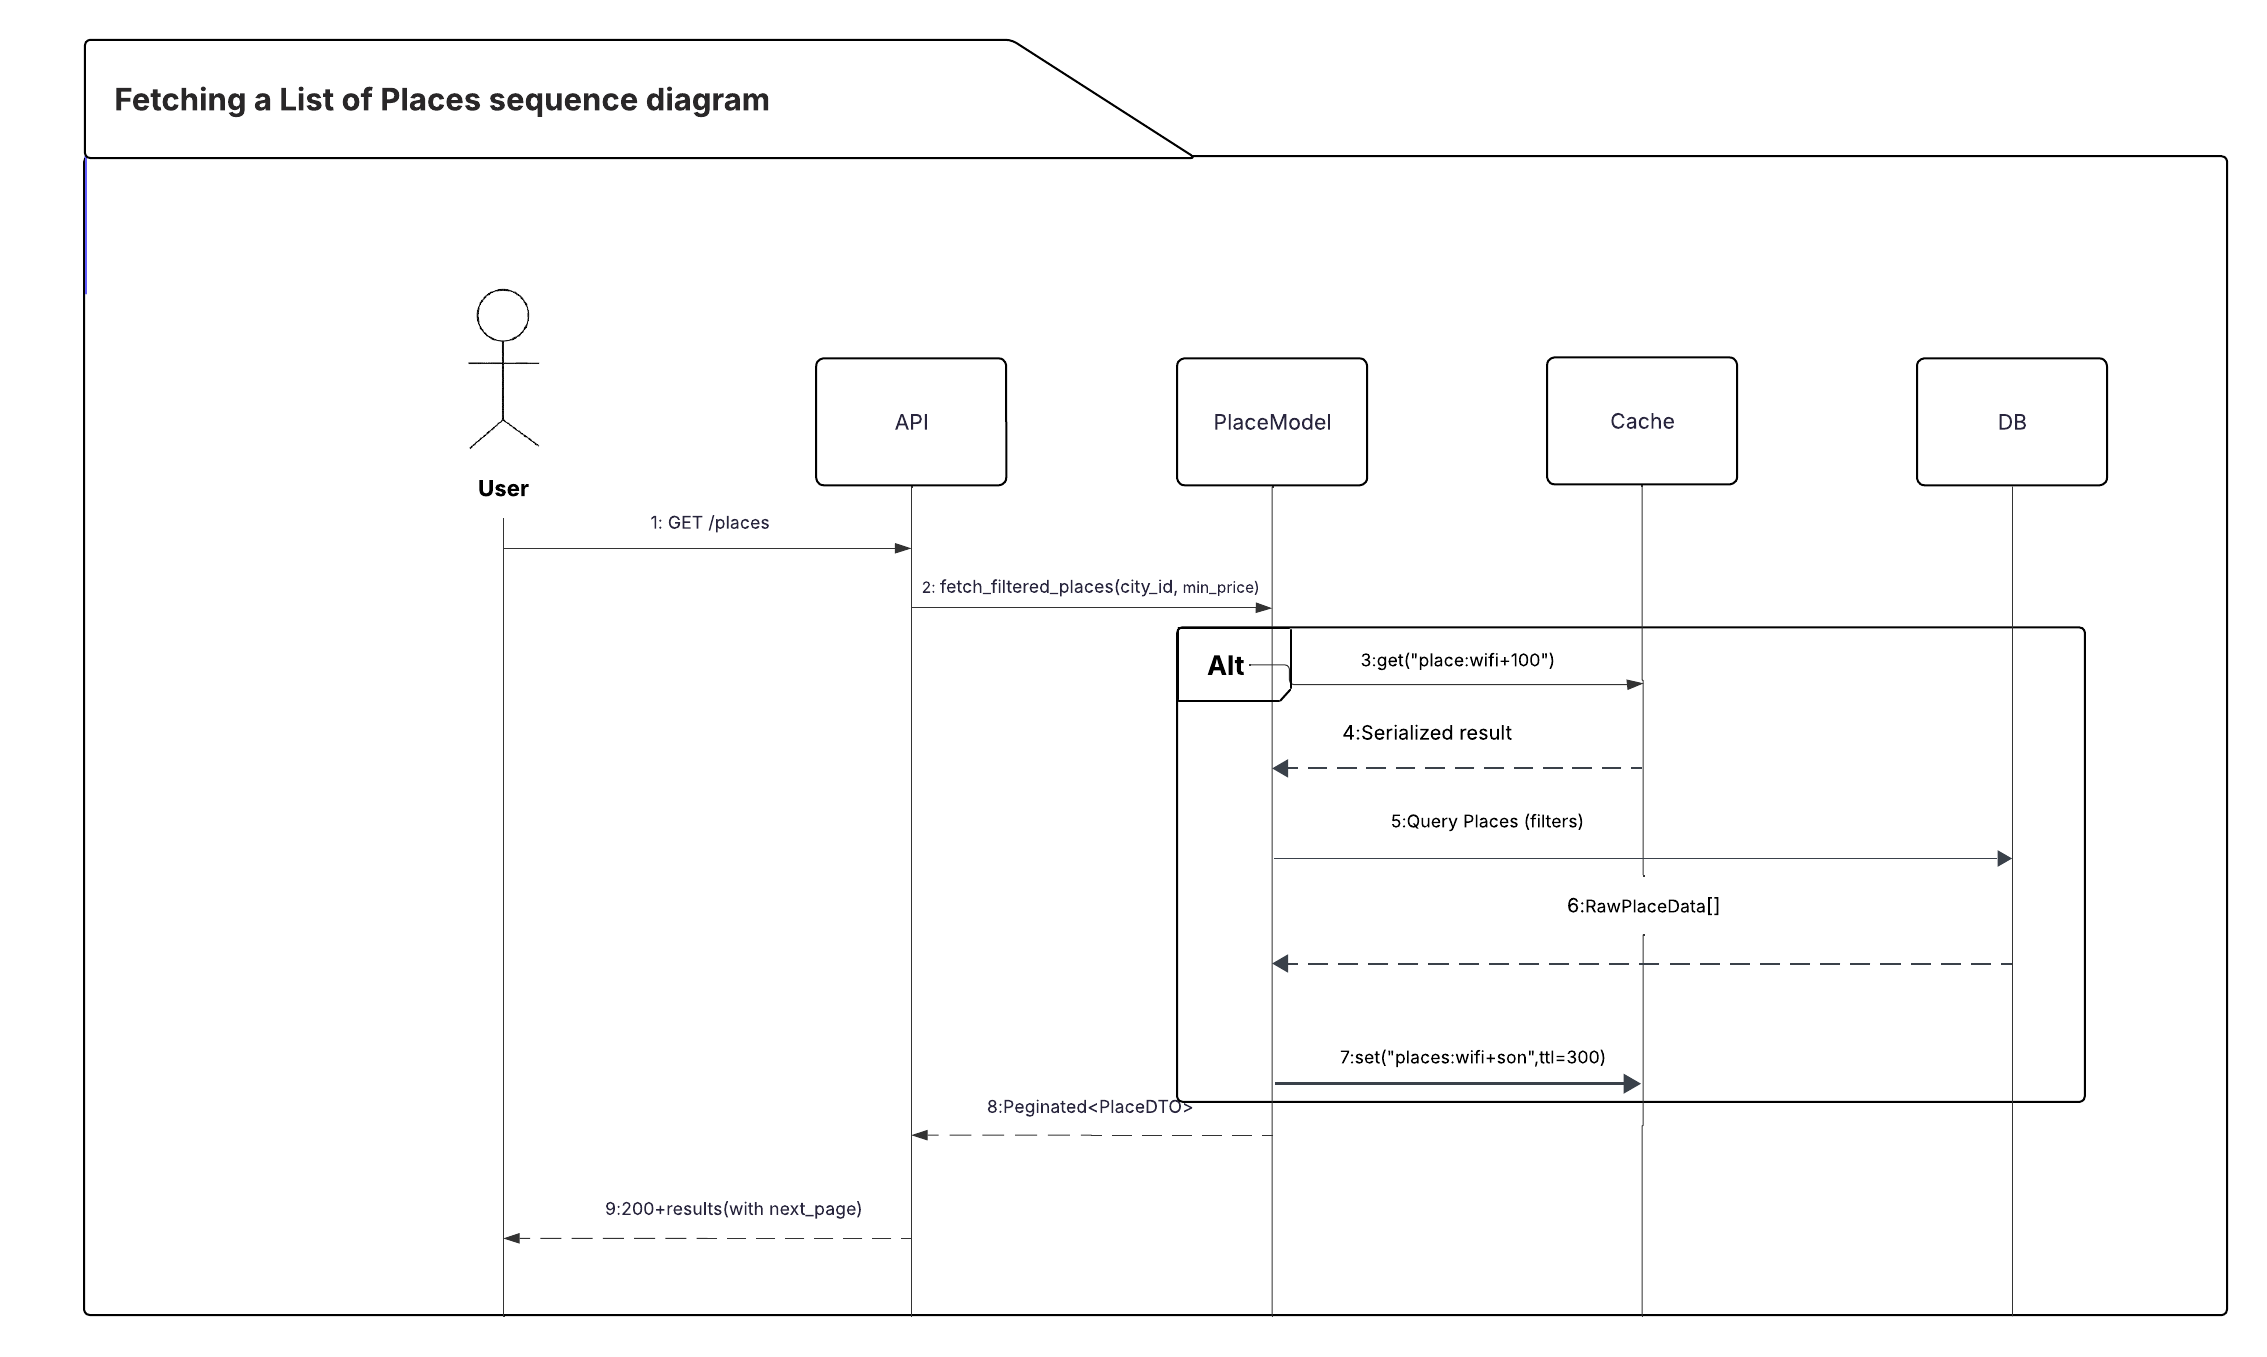 Fetching a List of Places sequence diagram
User
API
PlaceModel
Cache
DB
1: GET /places
2: fetch_filtered_places(city_id, min_price)
Alt
3:get("place:wifi+100")
4:Serialized result
5:Query Places (filters)
6:RawPlaceData[]
7:set("places:wifi+son",ttl=300)
8:Peginated<PlaceDTO>
9:200+results(with next_page)